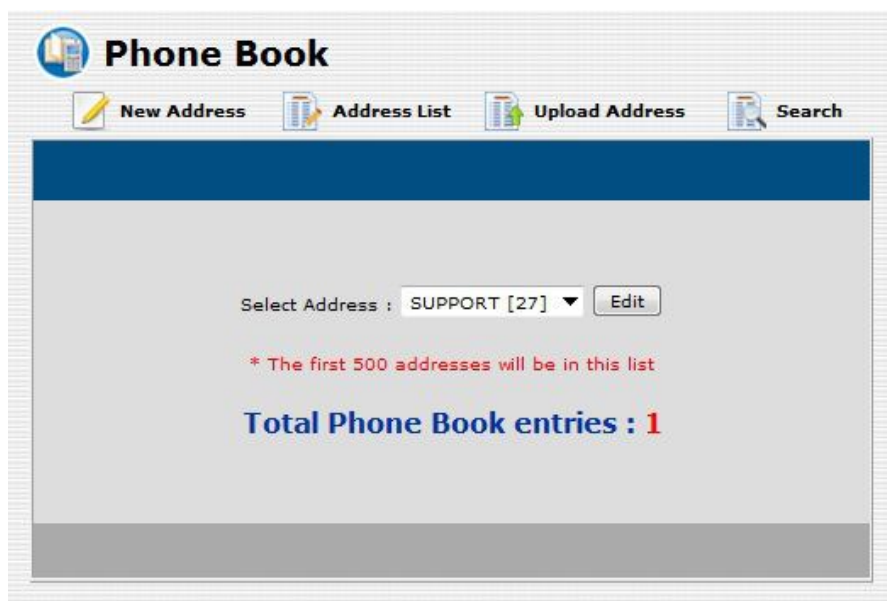 Phone Book
New Address Address List Upload Address Search
Select Address : SUPPORT [27] Edit
* The first 500 addresses will be in this list
Total Phone Book entries : 1